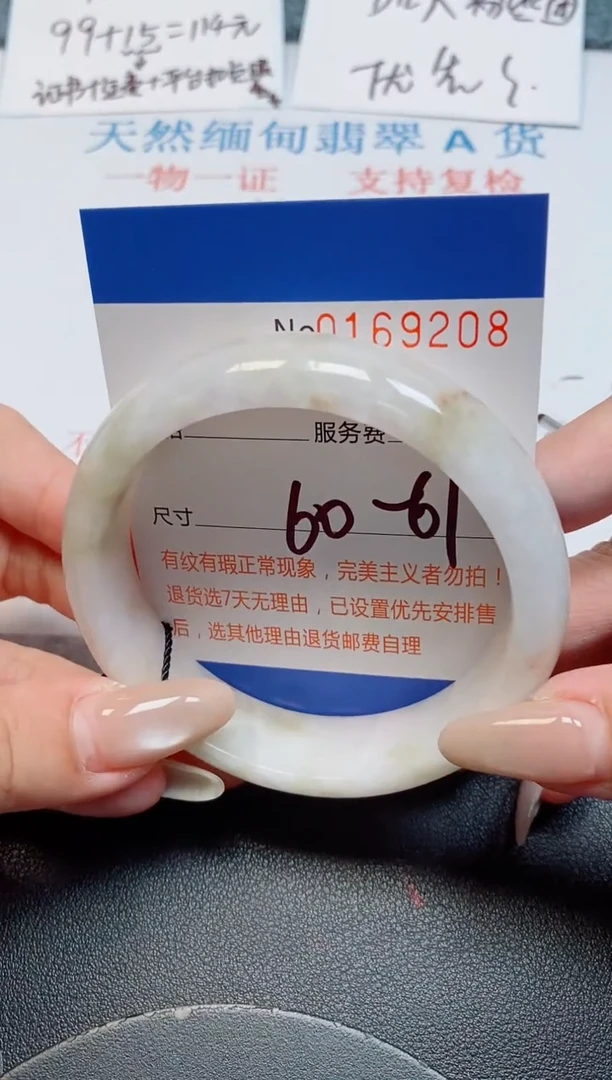 99+15=114元
证书
优先
天然缅甸翡翠A货
一物一证 支持复检
No0169208
服务费
尺寸 60-61
有纹有瑕正常现象，完美主义者勿拍！
退货选7天无理由，已设置优先安排售
后，选其他理由退货邮费自理